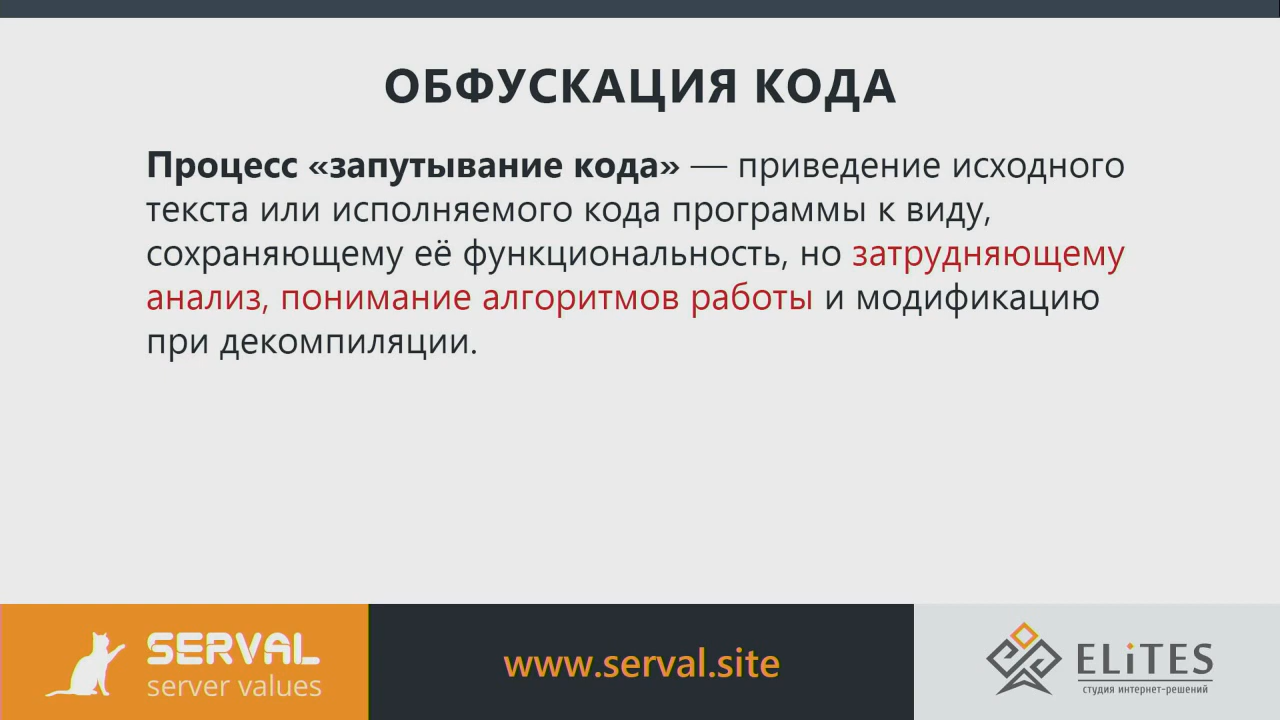 ОБФУСКАЦИЯ КОДА
Процесс «запутывание кода» — приведение исходного
текста или исполняемого кода программы к виду,
сохраняющему её функциональность, но затрудняющему
анализ, понимание алгоритмов работы и модификацию
при декомпиляции.
SERVAL
server values
www.serval.site
ELiTES
студия интернет-решений